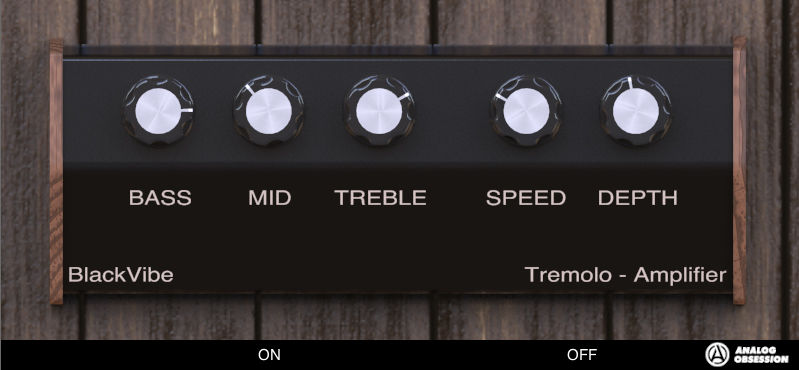 BASS MID TREBLE SPEED DEPTH
BlackVibe Tremolo - Amplifier
ON OFF
ANALOG
OBSESSION